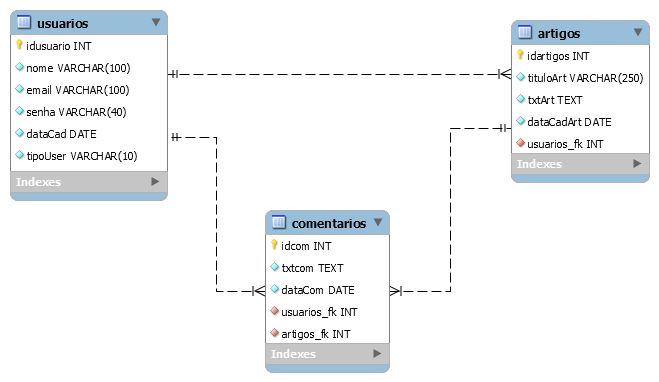 usuarios
idusuario INT
nome VARCHAR(100)
email VARCHAR(100)
senha VARCHAR(40)
dataCad DATE
tipoUser VARCHAR(10)
Indexes
artigos
idartigos INT
tituloArt VARCHAR(250)
txtArt TEXT
dataCadArt DATE
usuarios_fk INT
Indexes
comentarios
idcom INT
txtcom TEXT
dataCom DATE
usuarios_fk INT
artigos_fk INT
Indexes